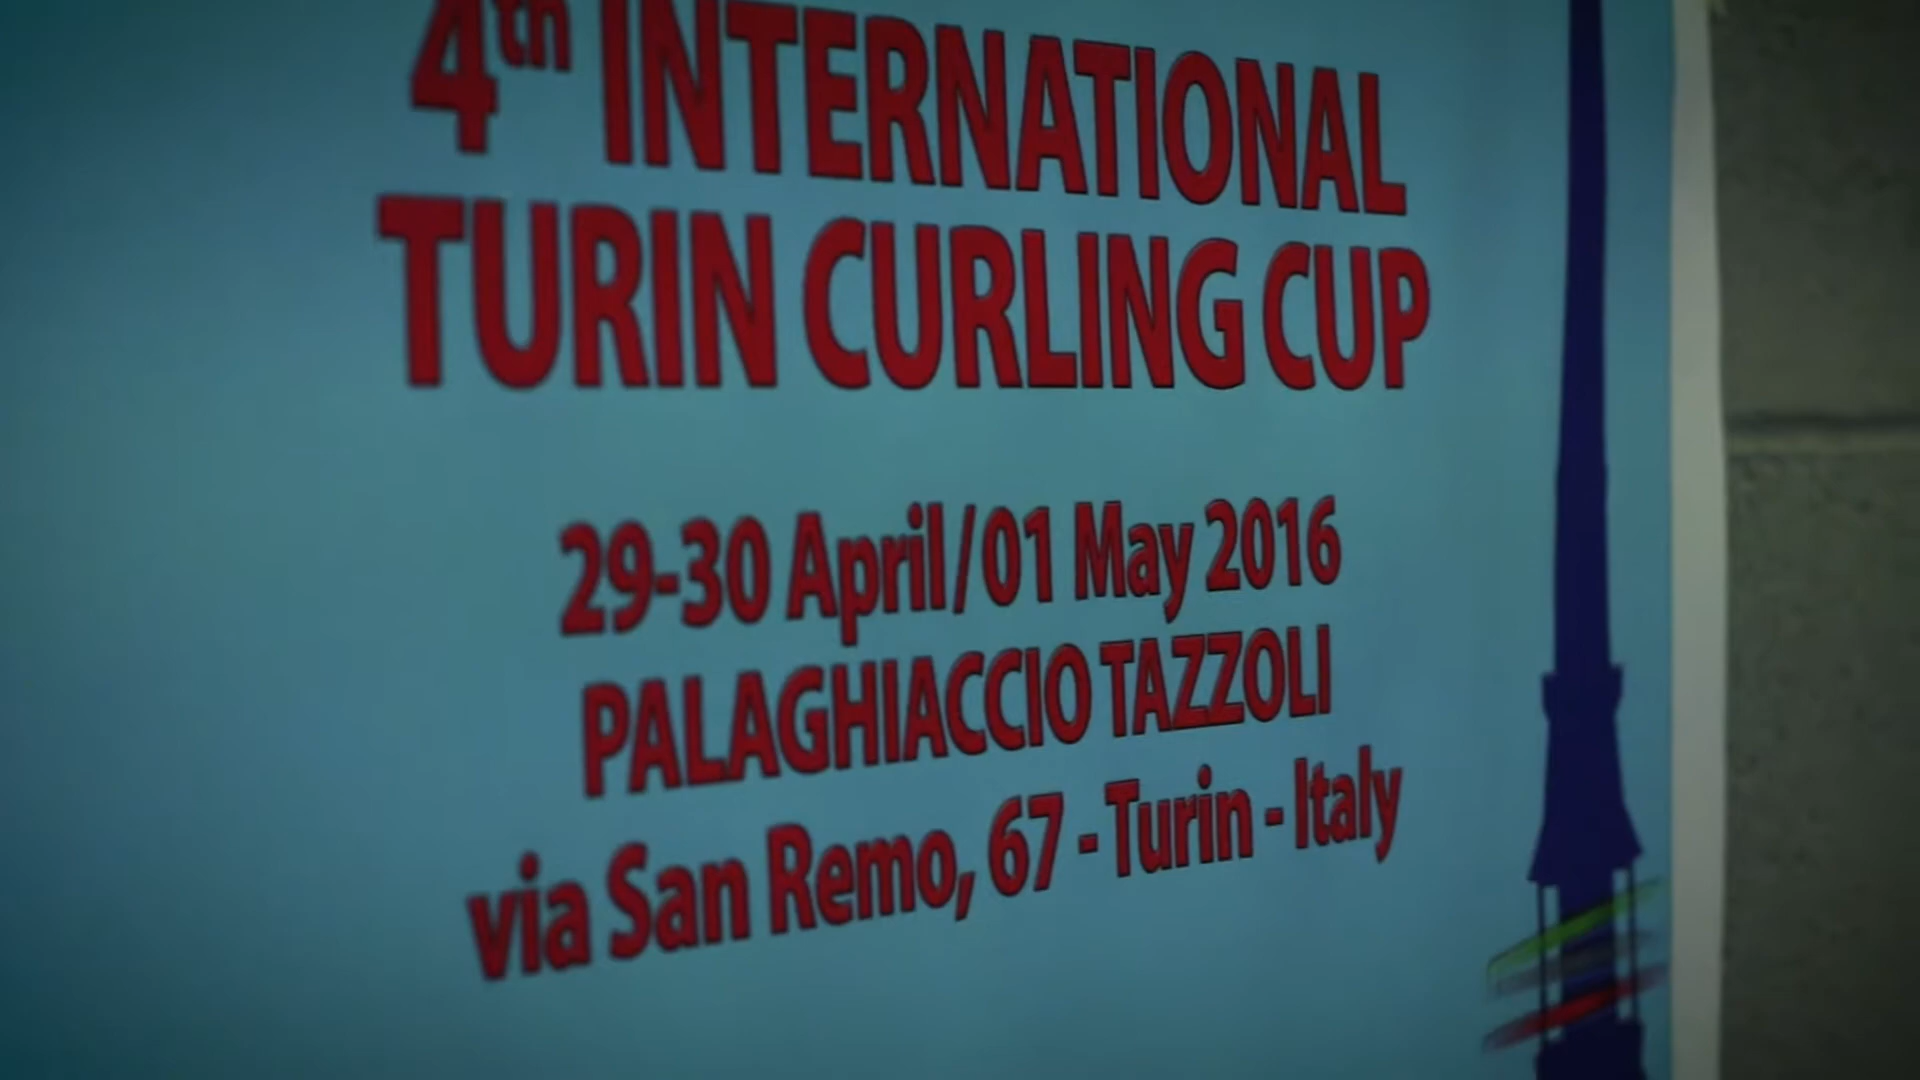 4th INTERNATIONAL
TURIN CURLING CUP
29-30 April/01 May 2016
PALAGHIACCIO TAZZOLI
via San Remo, 67 - Turin - Italy